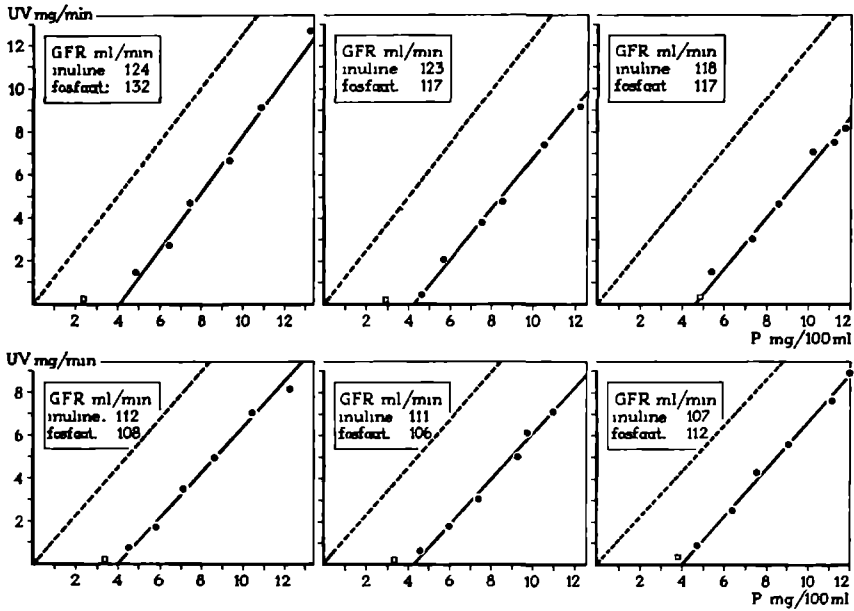 UV mg/min
12
10
8
6
4
2
GFR ml/min
inuline 124
fosfaat: 132
GFR ml/min
inuline 123
fosfaat. 117
GFR ml/min
inuline 118
fosfaat 117
2 4 6 8 10 12
2 4 6 8 10 12
2 4 6 8 10 12
P mg/100 ml
UV mg/min
8
6
4
2
GFR ml/min
inuline. 112
fosfaat. 108
GFR ml/min
inuline 111
fosfaat. 106
GFR ml/min
inuline 107
fosfaat. 112
2 4 6 8 10 12
2 4 6 8 10 12
2 4 6 8 10 12
P mg/100 ml